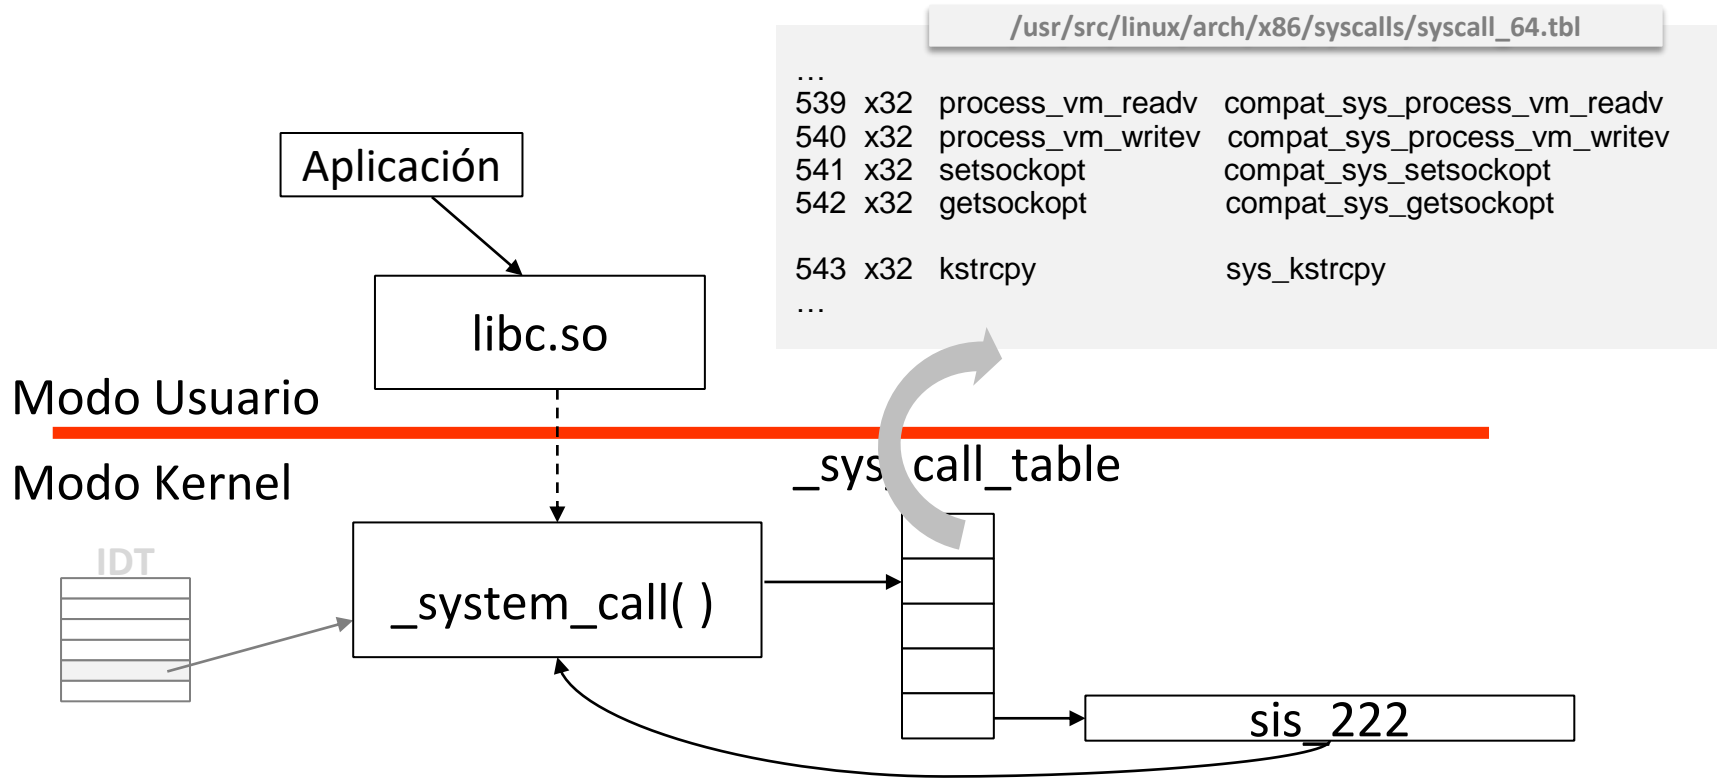 /usr/src/linux/arch/x86/syscalls/syscall_64.tbl
…
539 x32 process_vm_readv compat_sys_process_vm_readv
540 x32 process_vm_writev compat_sys_process_vm_writev
541 x32 setsockopt compat_sys_setsockopt
542 x32 getsockopt compat_sys_getsockopt
543 x32 kstrcpy sys_kstrcpy
…
Aplicación
libc.so
Modo Usuario
Modo Kernel
_sys_call_table
IDT
_system_call( )
sis_222